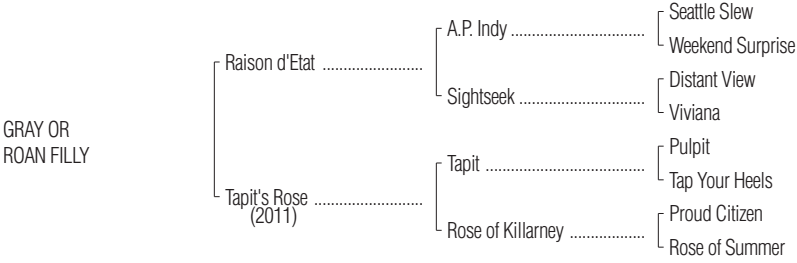 Seattle Slew
A.P. Indy ..................................
Weekend Surprise
Raison d'Etat .........................
Distant View
Sightseek ................................
Viviana
GRAY OR
ROAN FILLY
Pulpit
Tapit .........................................
Tap Your Heels
Tapit's Rose ...........................
(2011)
Proud Citizen
Rose of Killarney ...................
Rose of Summer